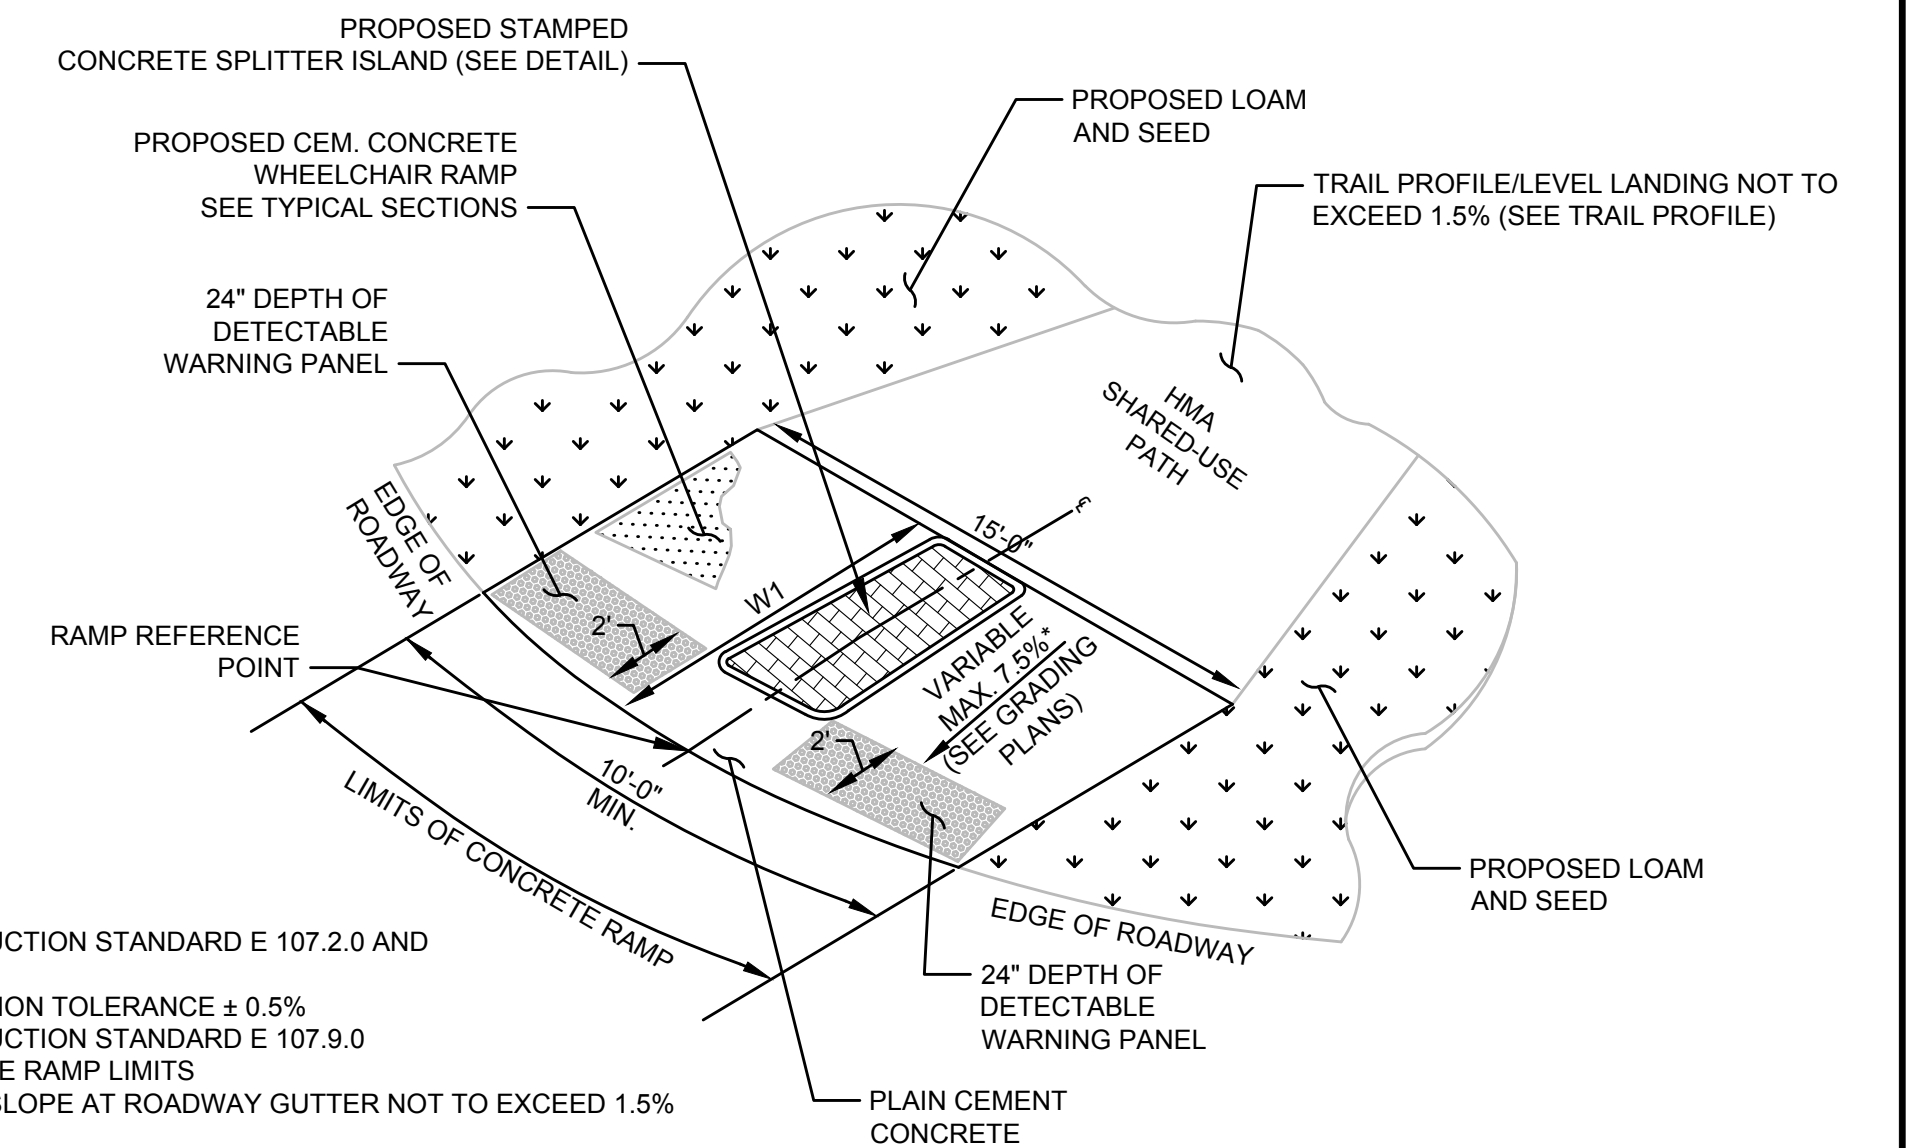 PROPOSED STAMPED
CONCRETE SPLITTER ISLAND (SEE DETAIL)
PROPOSED LOAM
AND SEED
PROPOSED CEM. CONCRETE
WHEELCHAIR RAMP
SEE TYPICAL SECTIONS
TRAIL PROFILE/LEVEL LANDING NOT TO
EXCEED 1.5% (SEE TRAIL PROFILE)
24" DEPTH OF
DETECTABLE
WARNING PANEL
HMA
SHARED-USE
PATH
EDGE OF
ROADWAY
15'-0"
℄
W1
2'
RAMP REFERENCE
POINT
VARIABLE
MAX. 7.5%*
(SEE GRADING
PLANS)
2'
10'-0"
MIN.
LIMITS OF CONCRETE RAMP
PROPOSED LOAM
AND SEED
EDGE OF ROADWAY
24" DEPTH OF
DETECTABLE
WARNING PANEL
PLAIN CEMENT
CONCRETE
UCTION STANDARD E 107.2.0 AND
ION TOLERANCE ± 0.5%
UCTION STANDARD E 107.9.0
E RAMP LIMITS
SLOPE AT ROADWAY GUTTER NOT TO EXCEED 1.5%